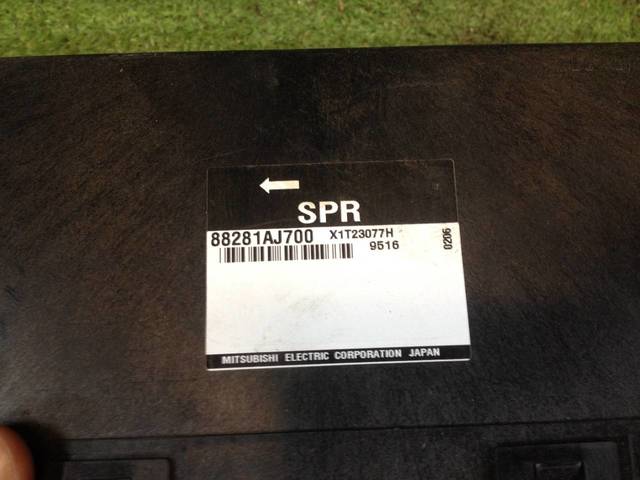 SPR
88281AJ700 X1T23077H
9516
0206
MITSUBISHI ELECTRIC CORPORATION JAPAN